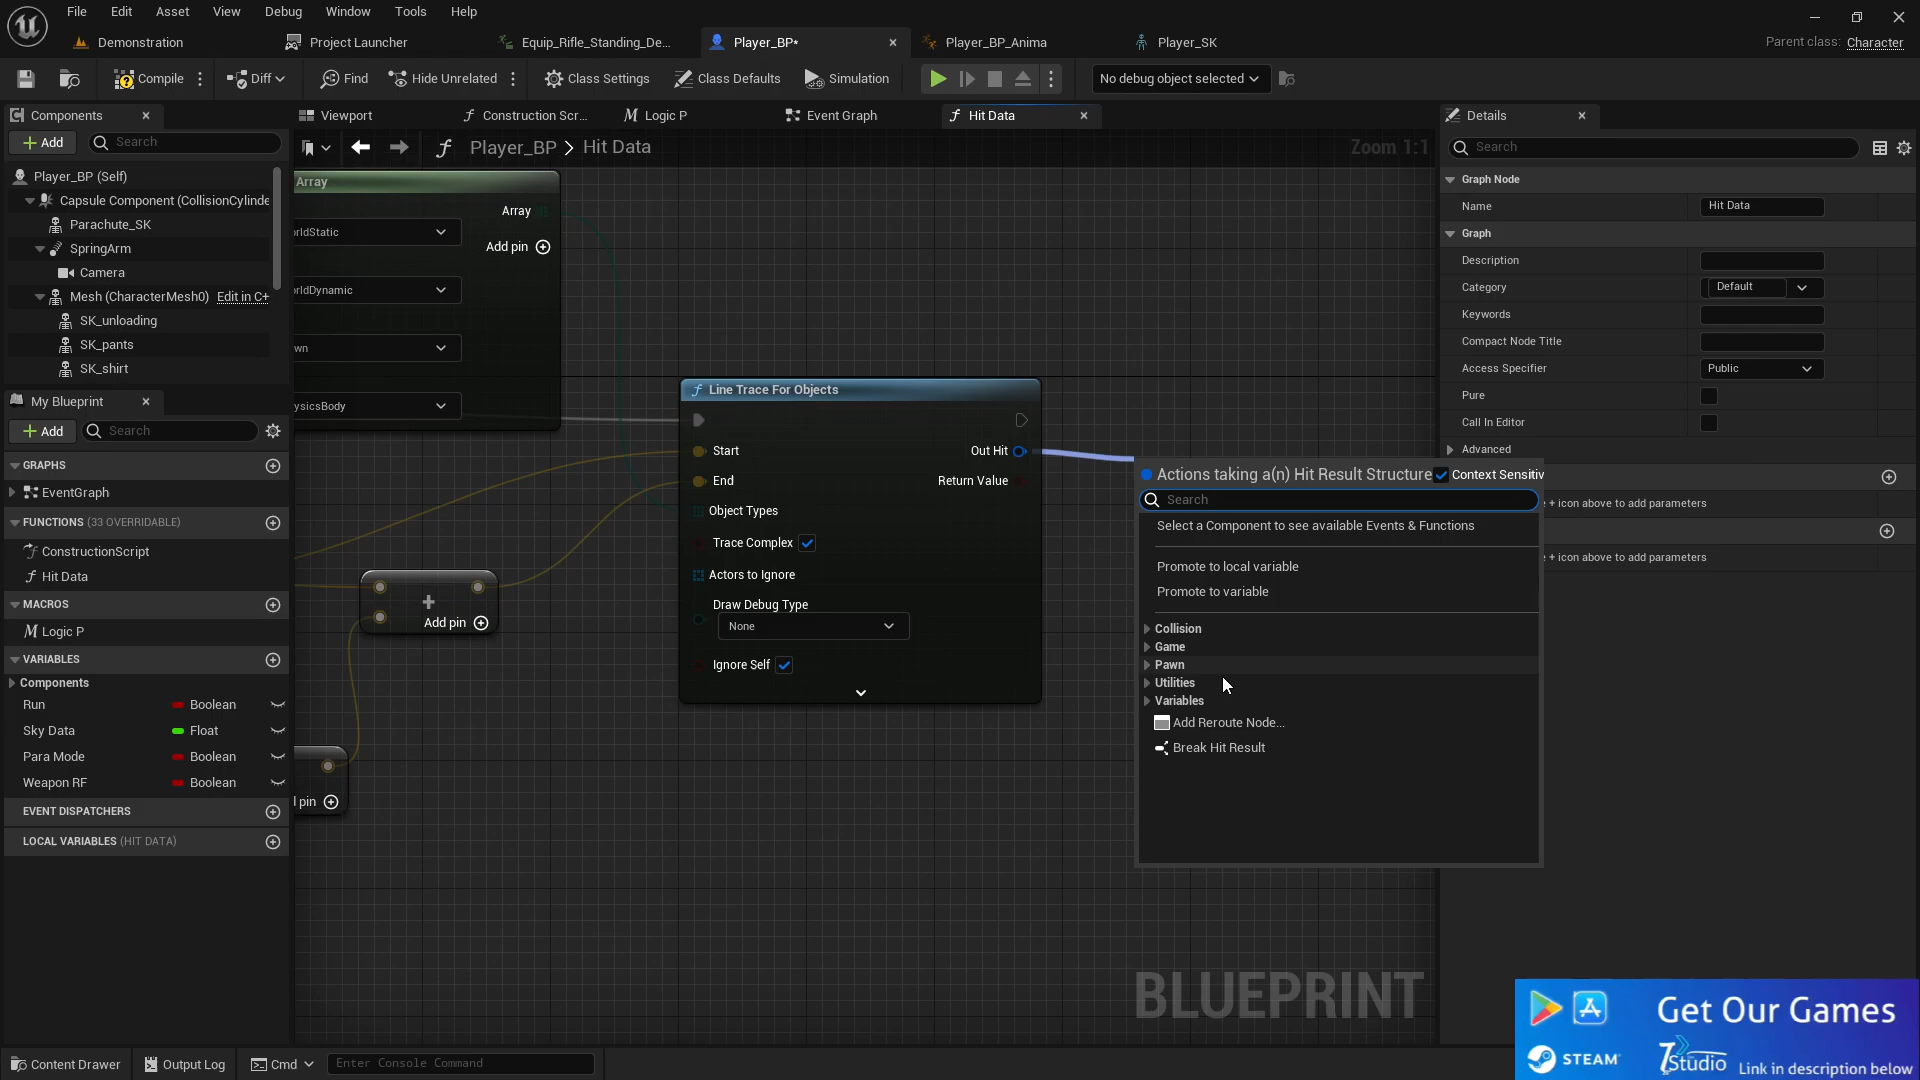 File Edit Asset View Debug Window Tools Help
Demonstration Project Launcher Equip_Rifle_Standing_De... Player_BP* Player_BP_Anima Player_SK Parent class: Character
Compile Diff Find Hide Unrelated Class Settings Class Defaults Simulation No debug object selected
Components Viewport Construction Scr... Logic P Event Graph Hit Data Details
Add Search
Player_BP > Hit Data Zoom 1:1
Search
Player_BP (Self)
Capsule Component (CollisionCylinde
Parachute_SK
SpringArm
Camera
Mesh (CharacterMesh0) Edit in C+
SK_unloading
SK_pants
SK_shirt
My Blueprint
Add Search
GRAPHS
EventGraph
FUNCTIONS (33 OVERRIDABLE)
ConstructionScript
Hit Data
MACROS
Logic P
VARIABLES
Components
Run Boolean
Sky Data Float
Para Mode Boolean
Weapon RF Boolean
EVENT DISPATCHERS
LOCAL VARIABLES (HIT DATA)
Array
Array
orldStatic
Add pin
orldDynamic
wn
ysicsBody
Add pin
l pin
Line Trace For Objects
Start Out Hit
End Return Value
Object Types
Trace Complex
Actors to Ignore
Draw Debug Type
None
Ignore Self
Actions taking a(n) Hit Result Structure Context Sensitiv
Search
Select a Component to see available Events & Functions
Promote to local variable
Promote to variable
Collision
Game
Pawn
Utilities
Variables
Add Reroute Node...
Break Hit Result
Graph Node
Name Hit Data
Graph
Description
Category Default
Keywords
Compact Node Title
Access Specifier Public
Pure
Call In Editor
Advanced
+ icon above to add parameters
+ icon above to add parameters
BLUEPRINT
Get Our Games
STEAM 7Studio Link in description below
Content Drawer Output Log Cmd Enter Console Command